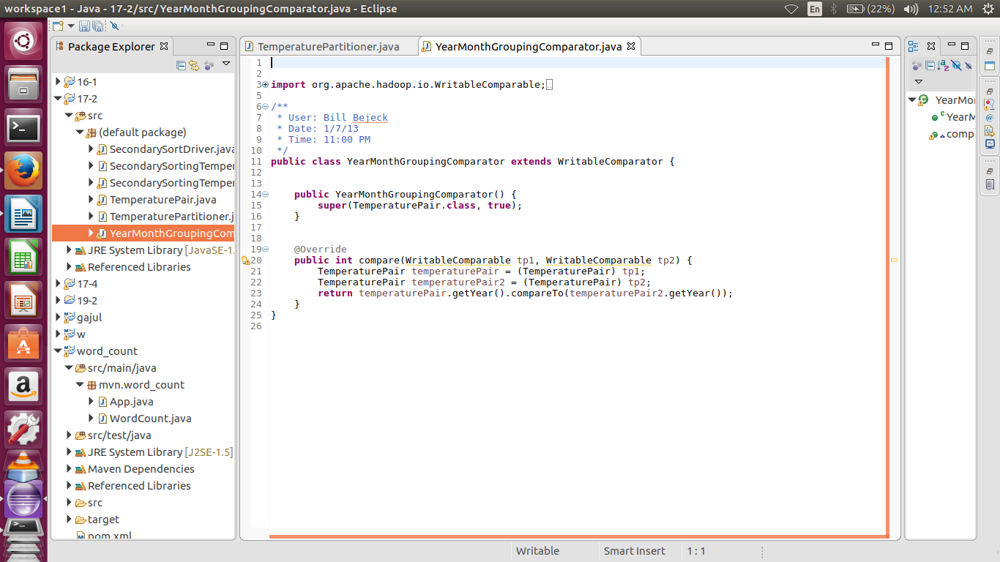 workspace1 - Java - 17-2/src/YearMonthGroupingComparator.java - Eclipse
En (22%) 12:52 AM
Package Explorer
16-1
17-2
src
(default package)
SecondarySortDriver.java
SecondarySortingTemper
SecondarySortingTemper
TemperaturePair.java
TemperaturePartitioner.j
YearMonthGroupingCom
JRE System Library [JavaSE-1.
Referenced Libraries
17-4
19-2
gajul
w
word_count
src/main/java
mvn.word_count
App.java
WordCount.java
src/test/java
JRE System Library [J2SE-1.5]
Maven Dependencies
Referenced Libraries
src
target
pom.xml
TemperaturePartitioner.java
YearMonthGroupingComparator.java
1
2
3 import org.apache.hadoop.io.WritableComparable;
5
6 /**
7 * User: Bill Bejeck
8 * Date: 1/7/13
9 * Time: 11:00 PM
10 */
11 public class YearMonthGroupingComparator extends WritableComparator {
12
13
14 public YearMonthGroupingComparator() {
15 super(TemperaturePair.class, true);
16 }
17
18
19 @Override
20 public int compare(WritableComparable tp1, WritableComparable tp2) {
21 TemperaturePair temperaturePair = (TemperaturePair) tp1;
22 TemperaturePair temperaturePair2 = (TemperaturePair) tp2;
23 return temperaturePair.getYear().compareTo(temperaturePair2.getYear());
24 }
25 }
26
YearMon
YearM
comp
Writable
Smart Insert
1 : 1